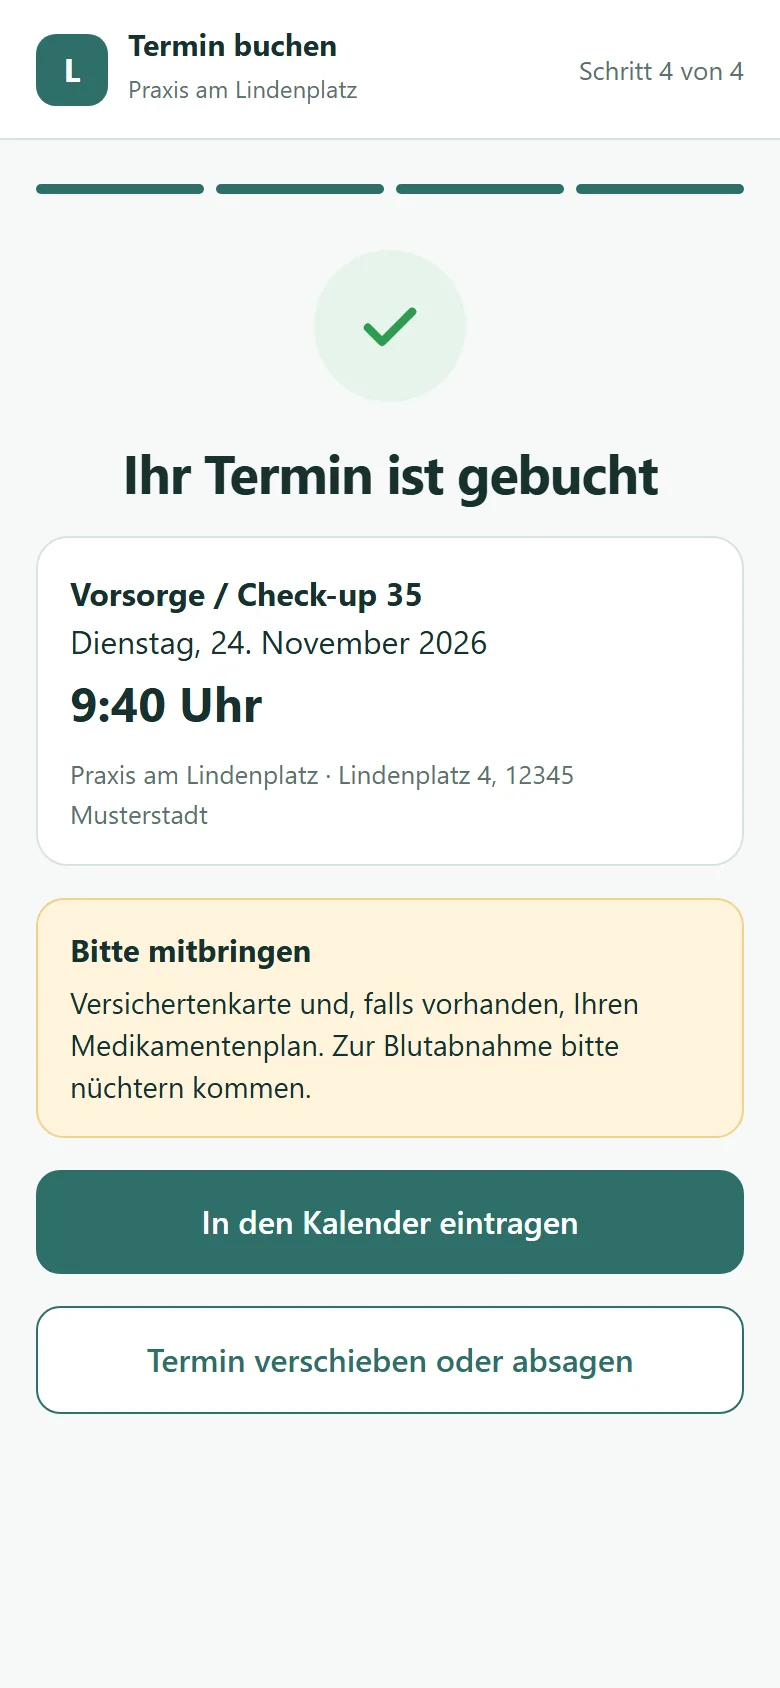 L
Termin buchen
Praxis am Lindenplatz
Schritt 4 von 4
Ihr Termin ist gebucht
Vorsorge / Check-up 35
Dienstag, 24. November 2026
9:40 Uhr
Praxis am Lindenplatz · Lindenplatz 4, 12345
Musterstadt
Bitte mitbringen
Versichertenkarte und, falls vorhanden, Ihren
Medikamentenplan. Zur Blutabnahme bitte
nüchtern kommen.
In den Kalender eintragen
Termin verschieben oder absagen